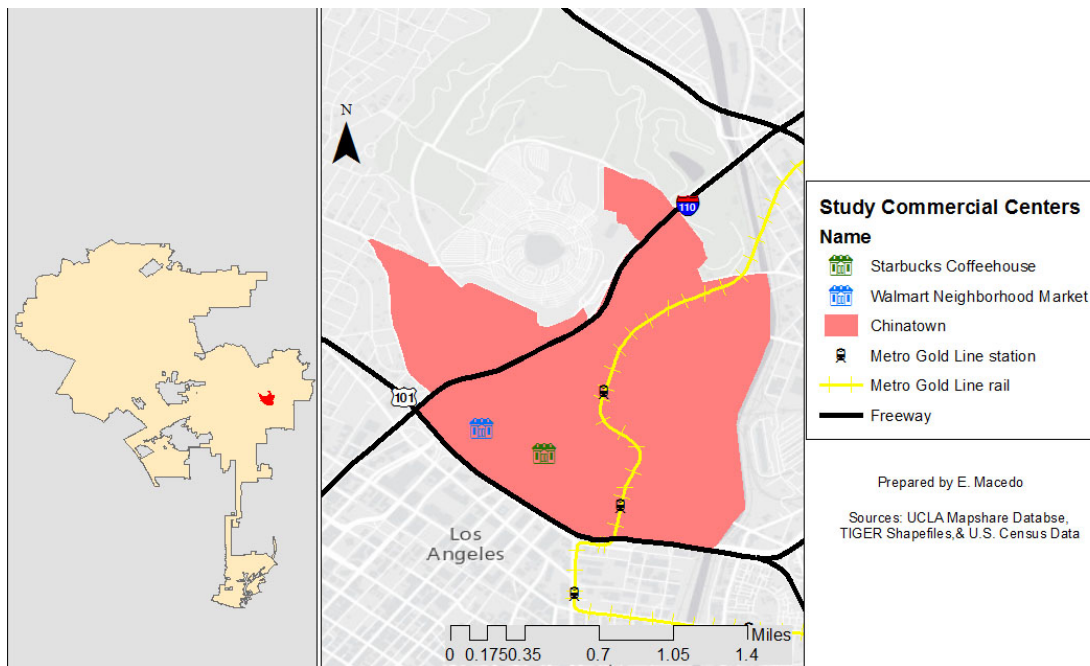 N
110
101
Los
Angeles
Miles
0 0.1750.35 0.7 1.05 1.4
Study Commercial Centers
Name
Starbucks Coffeehouse
Walmart Neighborhood Market
Chinatown
Metro Gold Line station
Metro Gold Line rail
Freeway
Prepared by E. Macedo
Sources: UCLA Mapshare Databse,
TIGER Shapefiles,& U.S. Census Data